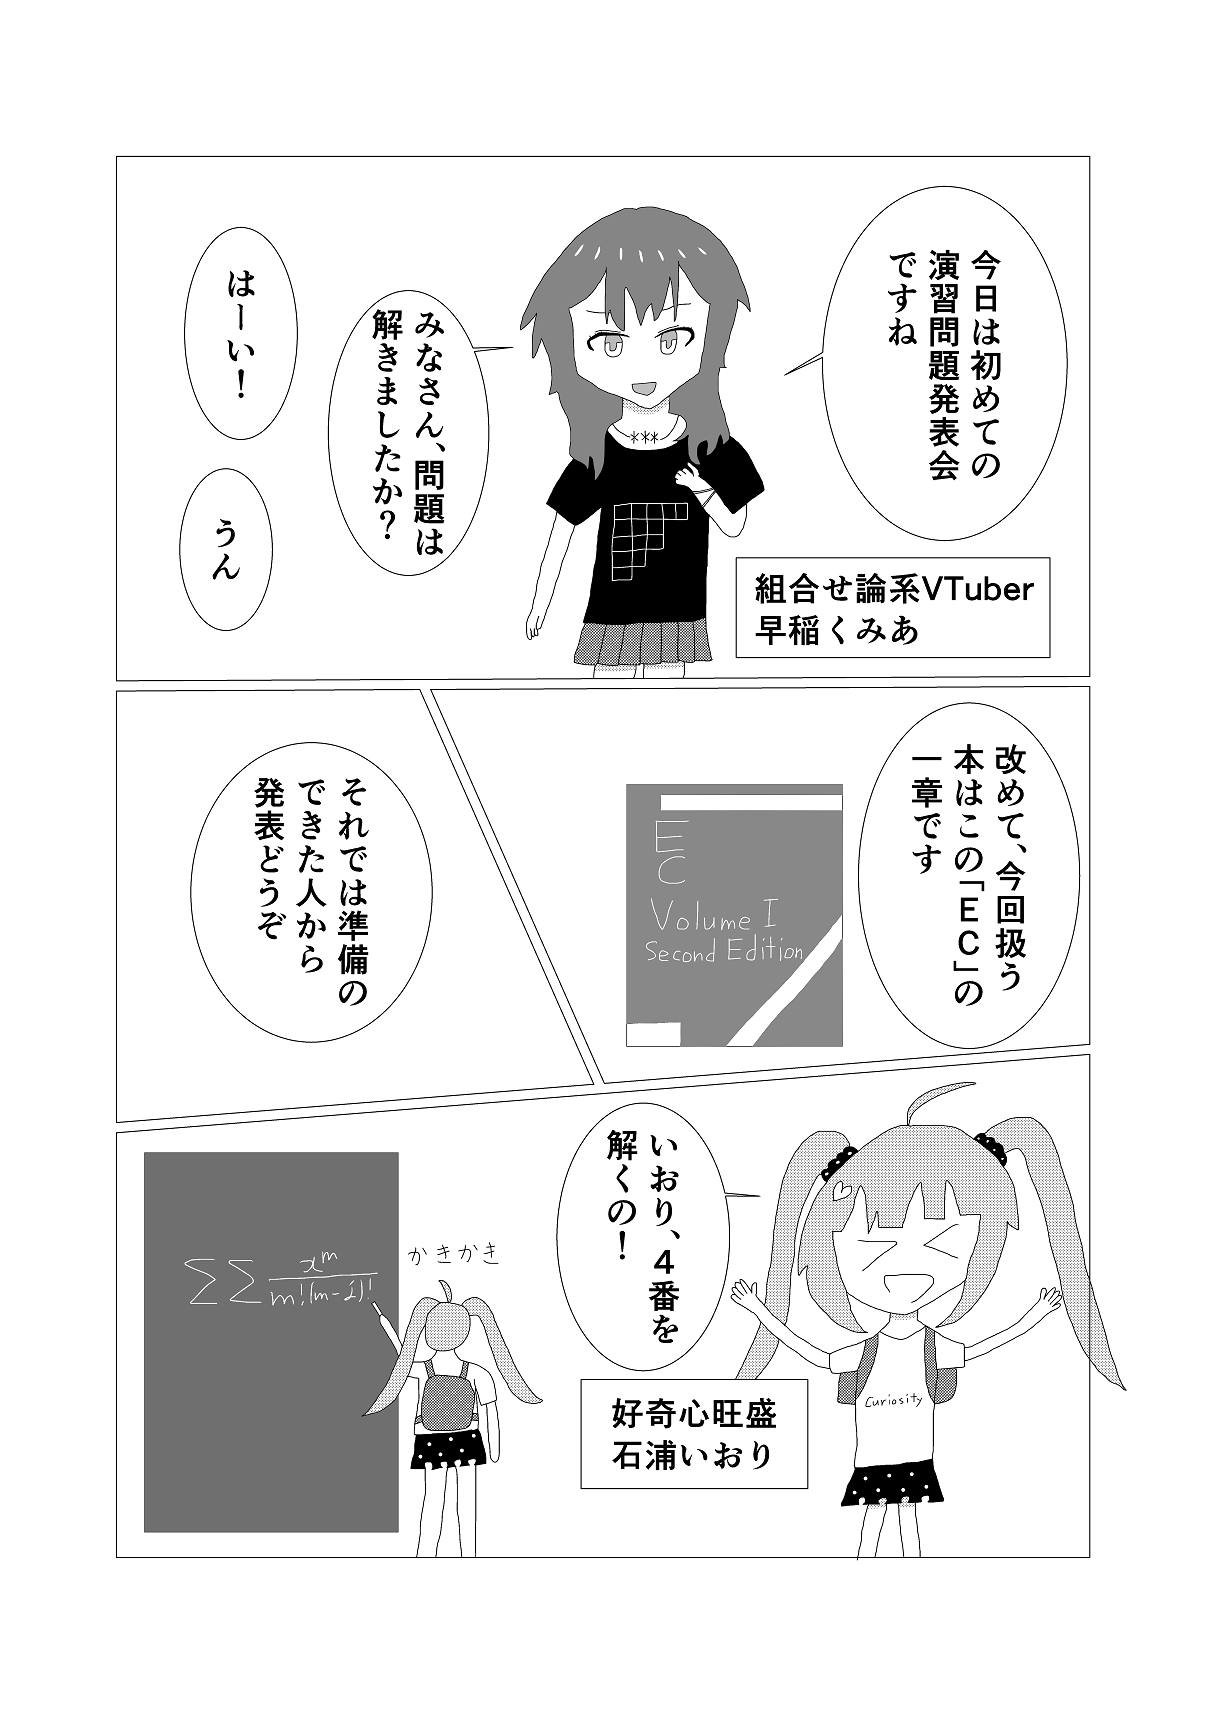 今日は初めての
演習問題発表会
ですね
みなさん、問題は
解きましたか？
はーい！
うん
***
組合せ論系VTuber
早稲くみあ
改めて、今回扱う
本はこの「ＥＣ」の
一章です
E
C
Volume I
Second Edition
それでは準備の
できた人から
発表どうぞ
いおり、４番を
解くの！
Curiosity
好奇心旺盛
石浦いおり
かきかき
∑∑ x^m/m!(m-i)!